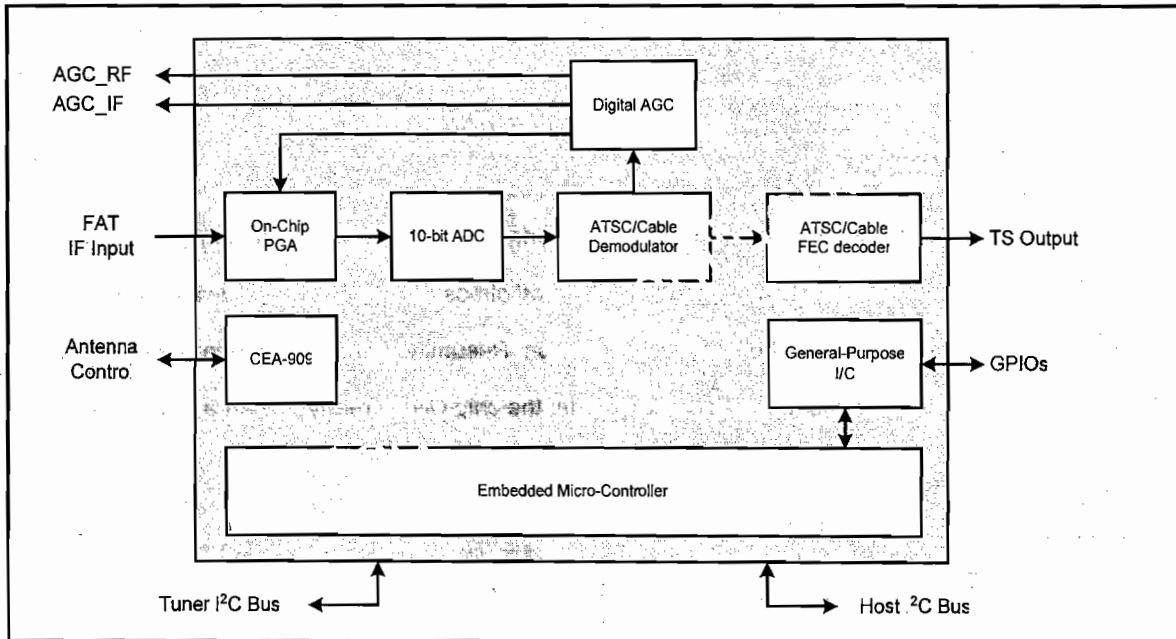 AGC_RF
AGC_IF
Digital AGC
FAT
IF Input
On-Chip
PGA
10-bit ADC
ATSC/Cable
Demodulator
ATSC/Cable
FEC decoder
TS Output
Antenna
Contro.
CEA-909
General-Purpose
I/C
GPIOs
the
Embedded Micro-Controller
Tuner I²C Bus
Host .²C Bus